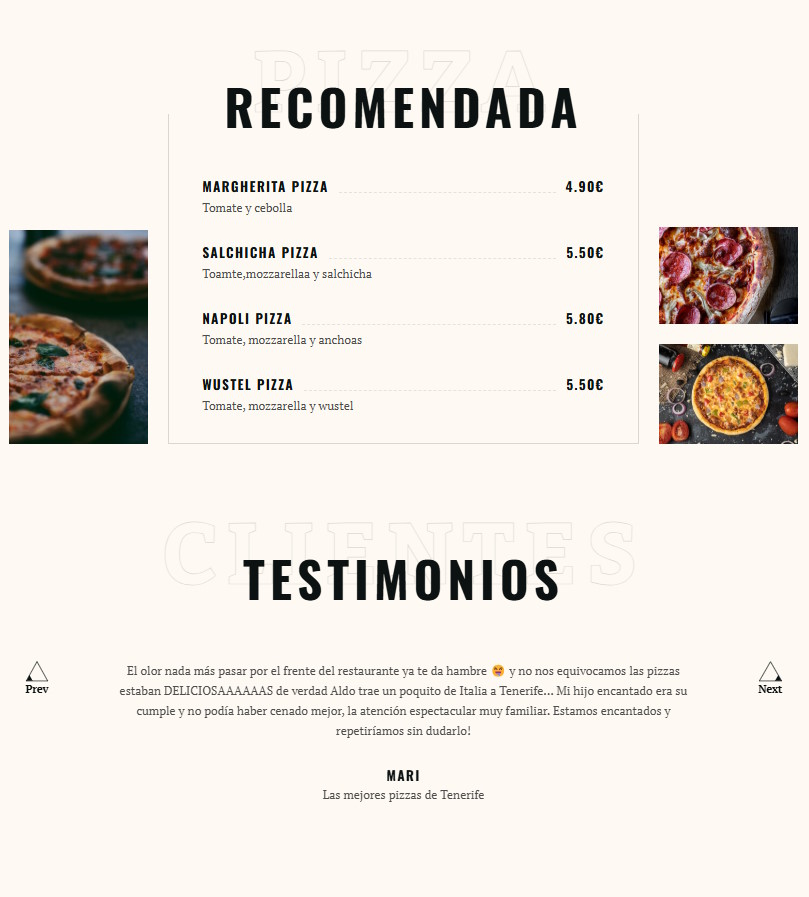 PIZZA
RECOMENDADA
MARGHERITA PIZZA 4.90€
Tomate y cebolla
SALCHICHA PIZZA 5.50€
Toamte,mozzarellaa y salchicha
NAPOLI PIZZA 5.80€
Tomate, mozzarella y anchoas
WUSTEL PIZZA 5.50€
Tomate, mozzarella y wustel
CLIENTES
TESTIMONIOS
Prev
Next
El olor nada más pasar por el frente del restaurante ya te da hambre 😝 y no nos equivocamos las pizzas
estaban DELICIOSAAAAAAS de verdad Aldo trae un poquito de Italia a Tenerife... Mi hijo encantado era su
cumple y no podía haber cenado mejor, la atención espectacular muy familiar. Estamos encantados y
repetiríamos sin dudarlo!
MARI
Las mejores pizzas de Tenerife